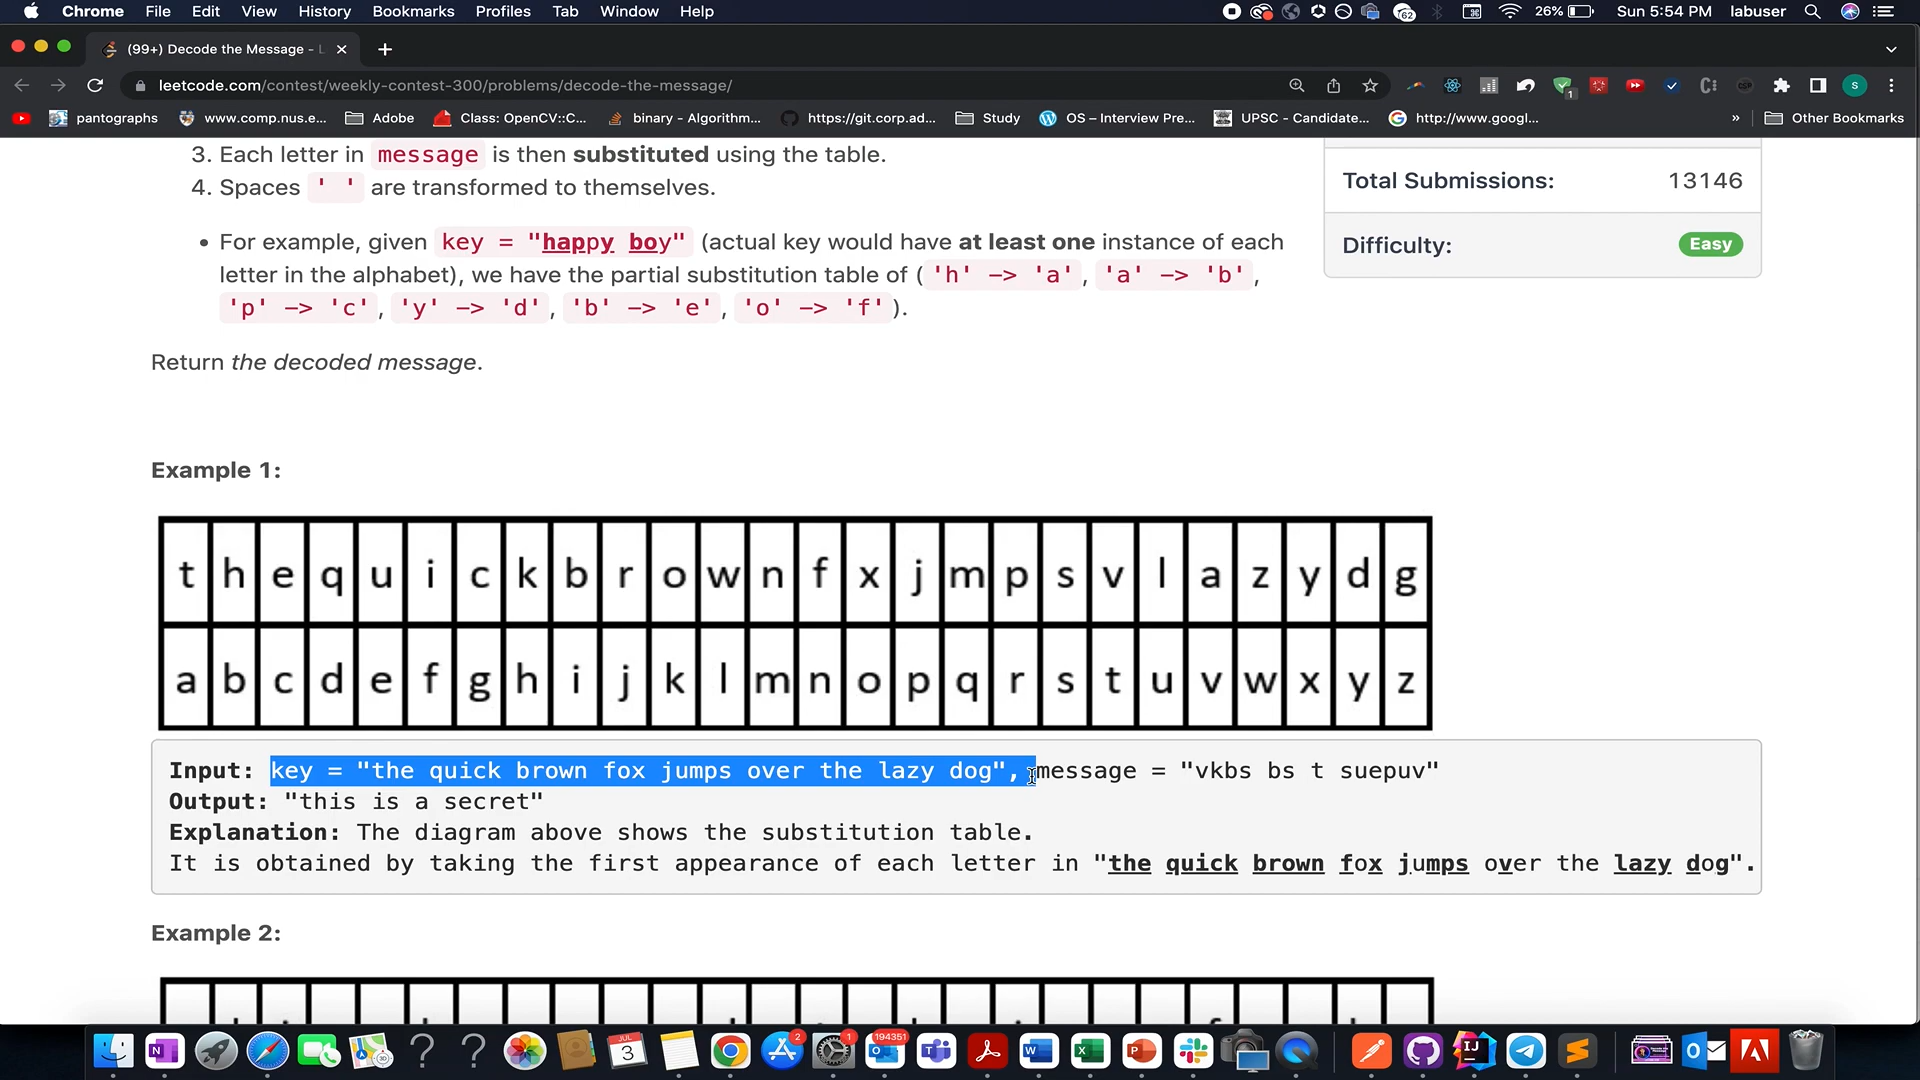 Chrome File Edit View History Bookmarks Profiles Tab Window Help 62 26% Sun 5:54 PM labuser
(99+) Decode the Message - L
leetcode.com/contest/weekly-contest-300/problems/decode-the-message/ 1 S
pantographs www.comp.nus.e... Adobe Class: OpenCV::C... binary - Algorithm... https://git.corp.ad... Study OS – Interview Pre... UPSC - Candidate... http://www.googl... » Other Bookmarks
3. Each letter in message is then substituted using the table.
4. Spaces ' ' are transformed to themselves.
• For example, given key = "happy boy" (actual key would have at least one instance of each
letter in the alphabet), we have the partial substitution table of ('h' -> 'a', 'a' -> 'b',
'p' -> 'c', 'y' -> 'd', 'b' -> 'e', 'o' -> 'f').
Return the decoded message.
Total Submissions: 13146
Difficulty: Easy
Example 1:
t h e q u i c k b r o w n f x j m p s v l a z y d g
a b c d e f g h i j k l m n o p q r s t u v w x y z
Input: key = "the quick brown fox jumps over the lazy dog", message = "vkbs bs t suepuv"
Output: "this is a secret"
Explanation: The diagram above shows the substitution table.
It is obtained by taking the first appearance of each letter in "the quick brown fox jumps over the lazy dog".
Example 2:
JUL
3
2
1
194351